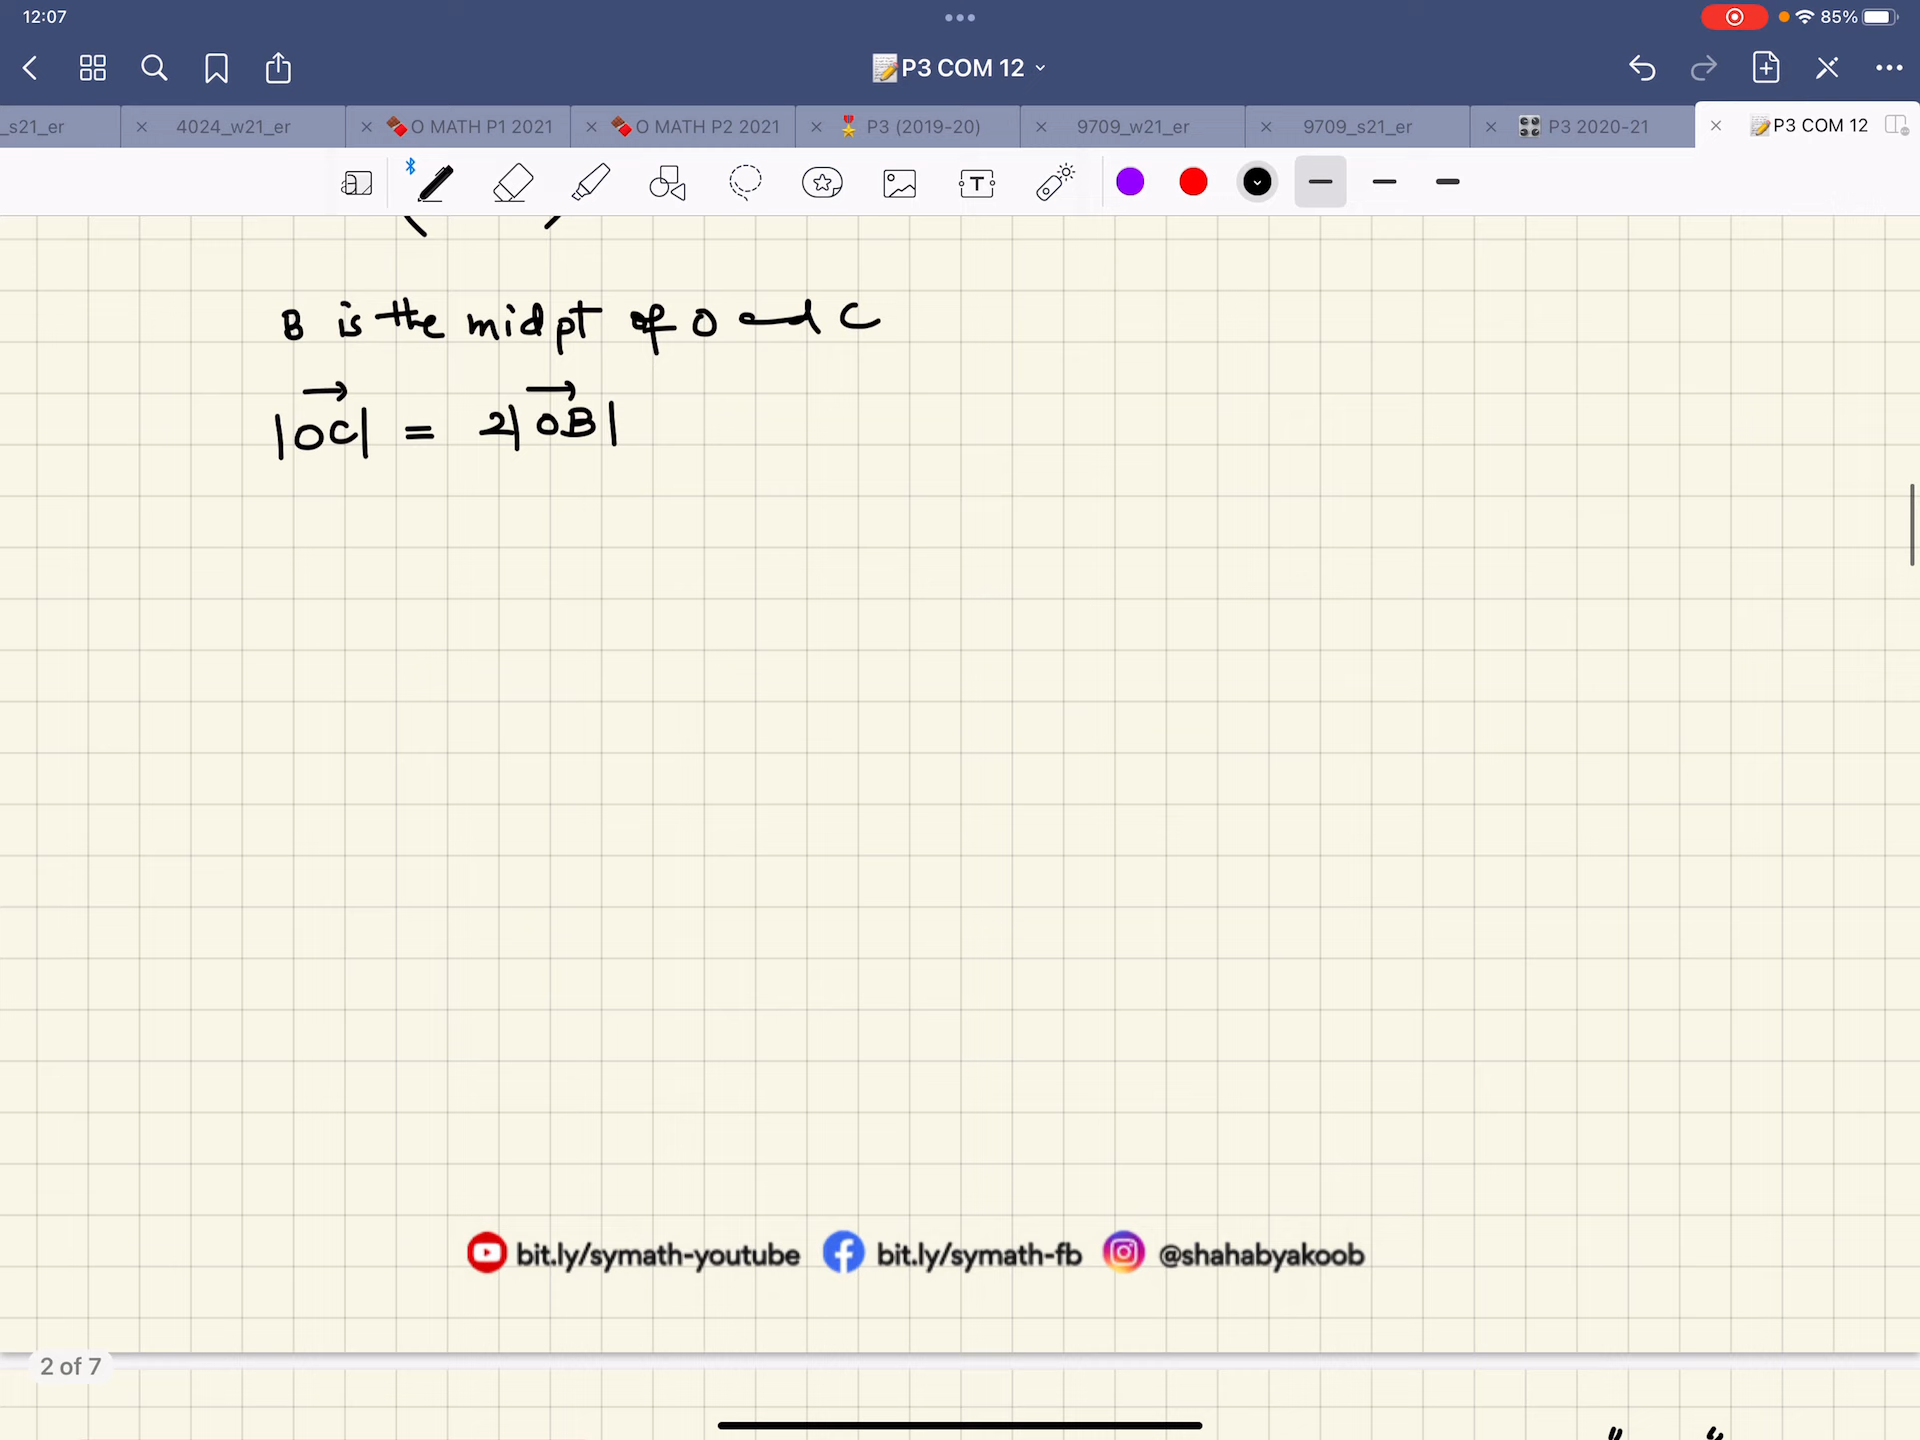 12:07
85%
P3 COM 12
_s21_er
4024_w21_er
O MATH P1 2021
O MATH P2 2021
P3 (2019-20)
9709_w21_er
9709_s21_er
P3 2020-21
P3 COM 12
B is the midpt of O and C
|OC| = 2|OB|
bit.ly/symath-youtube bit.ly/symath-fb @shahabyakoob
2 of 7